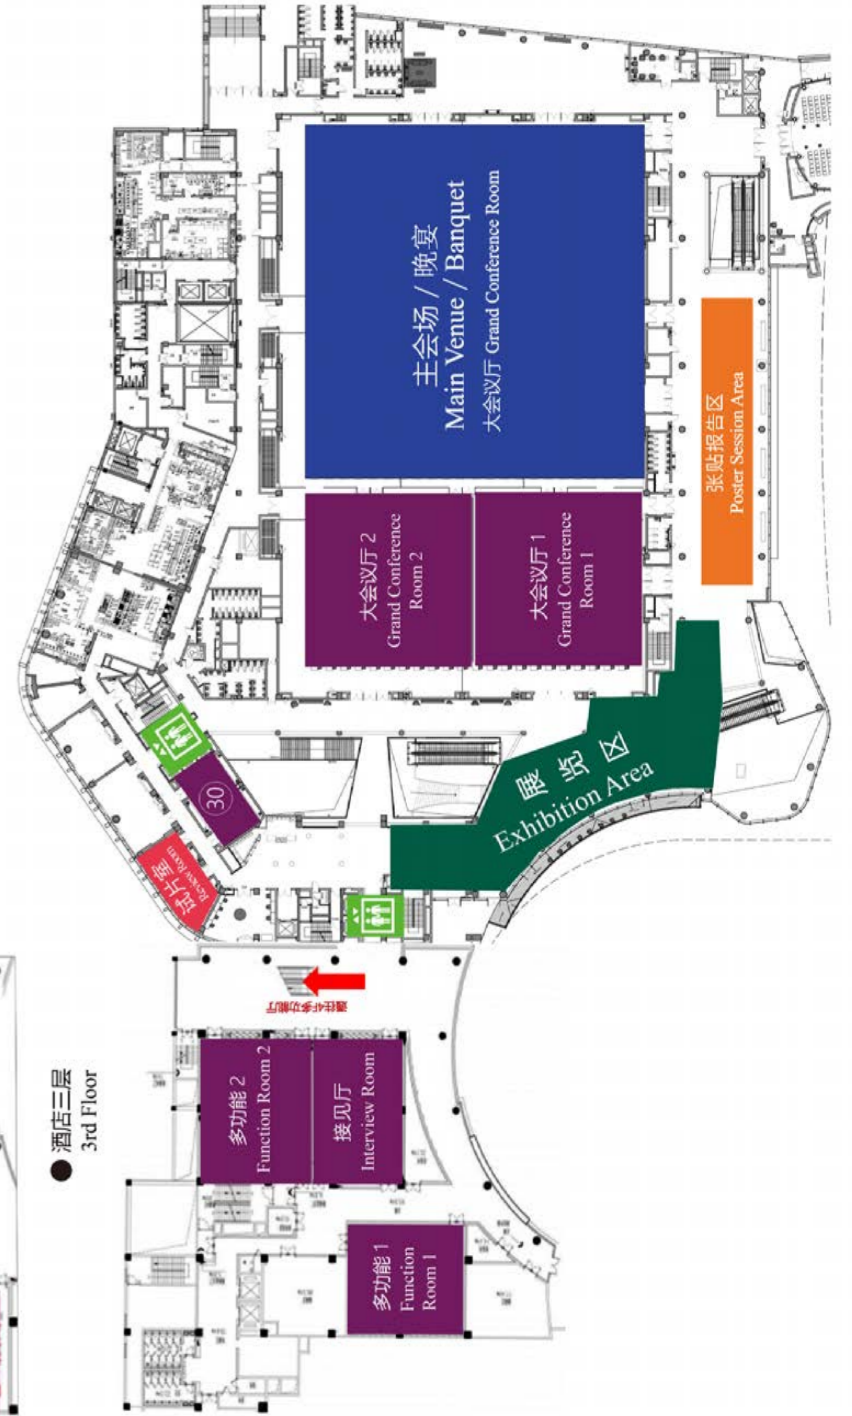 主会场 / 晚宴
Main Venue / Banquet
大会议厅 Grand Conference Room
张贴报告区
Poster Session Area
大会议厅 2
Grand Conference
Room 2
大会议厅 1
Grand Conference
Room 1
30
展览区
Exhibition Area
试片室
Review Room
通往4F多功能厅
酒店三层
3rd Floor
多功能 2
Function Room 2
接见厅
Interview Room
多功能 1
Function
Room 1